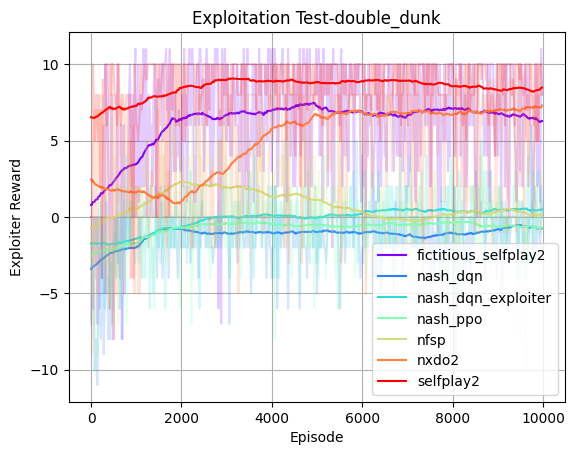 Exploitation Test-double_dunk
Exploiter Reward
10
5
0
−5
−10
fictitious_selfplay2
nash_dqn
nash_dqn_exploiter
nash_ppo
nfsp
nxdo2
selfplay2
0 2000 4000 6000 8000 10000
Episode